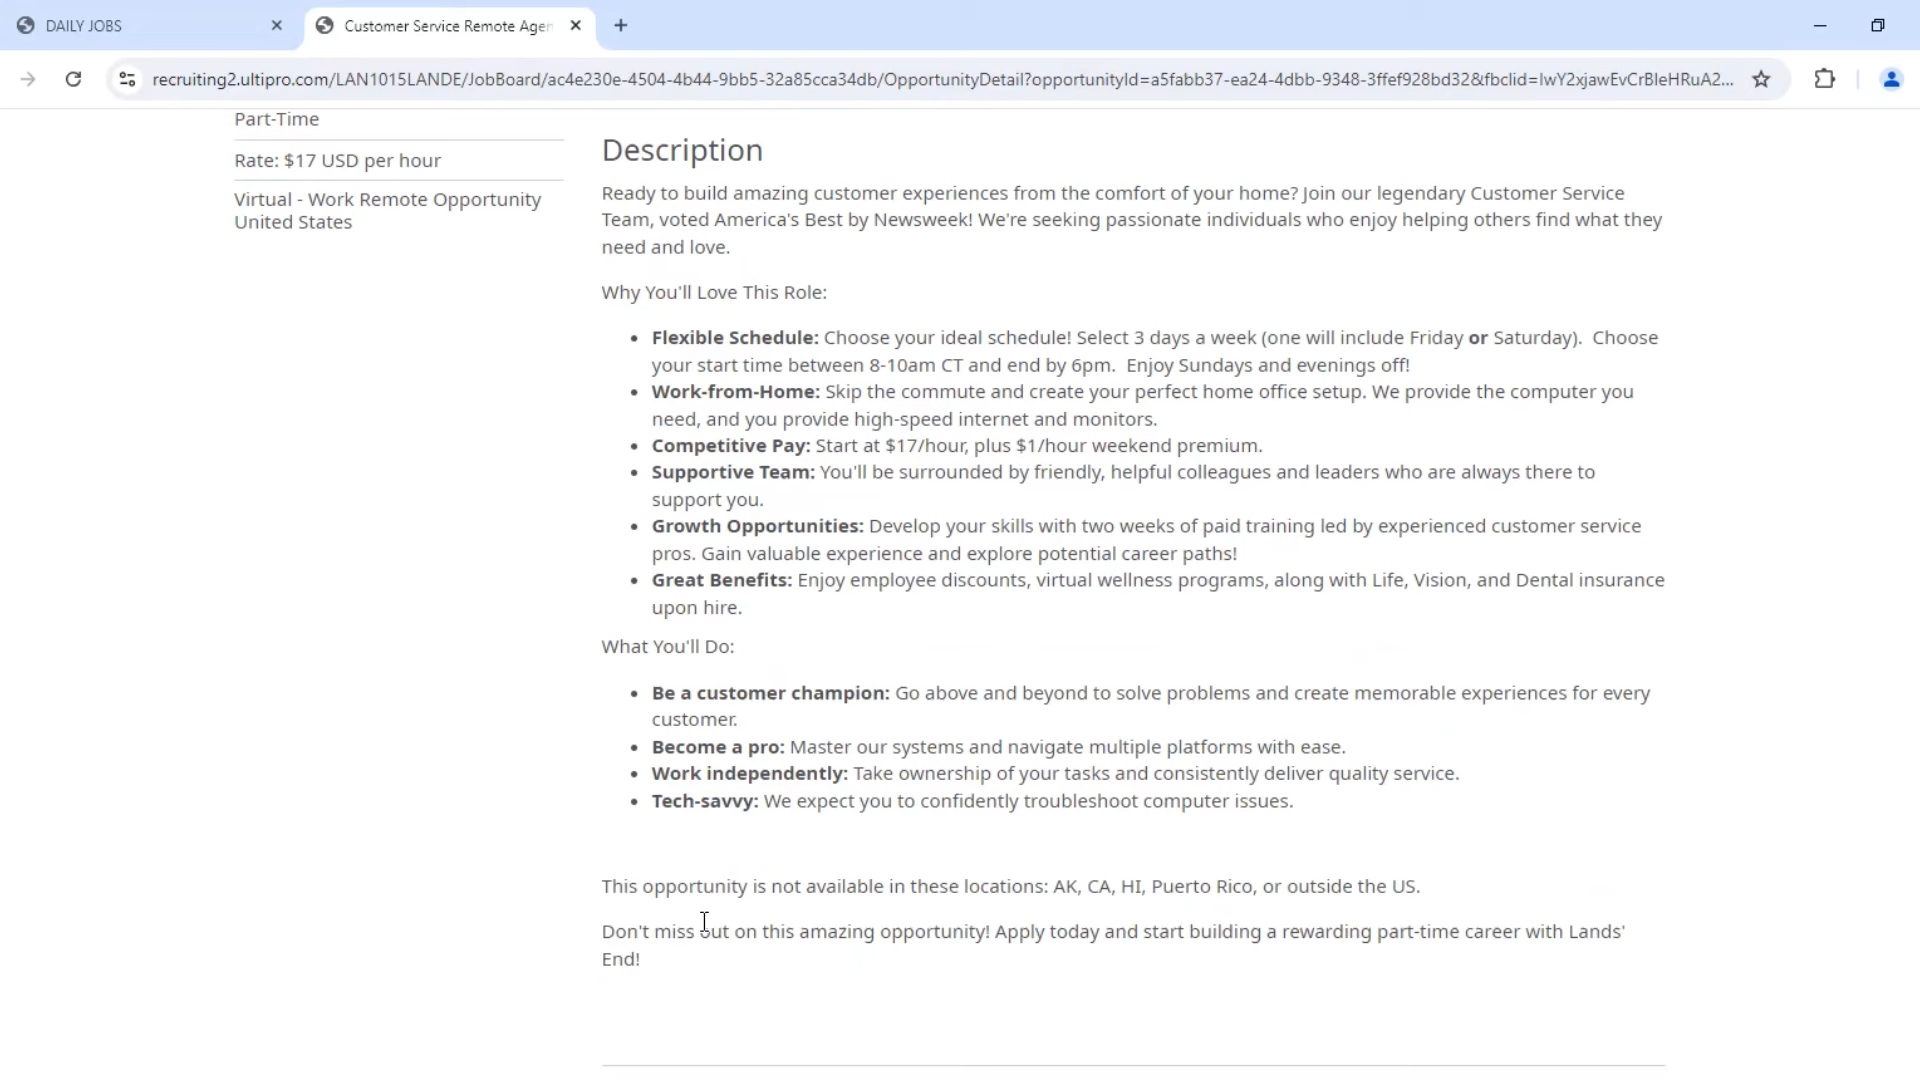 DAILY JOBS
Customer Service Remote Agen
recruiting2.ultipro.com/LAN1015LANDE/JobBoard/ac4e230e-4504-4b44-9bb5-32a85cca34db/OpportunityDetail?opportunityId=a5fabb37-ea24-4dbb-9348-3ffef928bd32&fbclid=IwY2xjawEvCrBleHRuA2...
Part-Time
Rate: $17 USD per hour
Virtual - Work Remote Opportunity
United States
Description
Ready to build amazing customer experiences from the comfort of your home? Join our legendary Customer Service
Team, voted America's Best by Newsweek! We're seeking passionate individuals who enjoy helping others find what they
need and love.
Why You'll Love This Role:
• Flexible Schedule: Choose your ideal schedule! Select 3 days a week (one will include Friday or Saturday). Choose
your start time between 8-10am CT and end by 6pm. Enjoy Sundays and evenings off!
• Work-from-Home: Skip the commute and create your perfect home office setup. We provide the computer you
need, and you provide high-speed internet and monitors.
• Competitive Pay: Start at $17/hour, plus $1/hour weekend premium.
• Supportive Team: You'll be surrounded by friendly, helpful colleagues and leaders who are always there to
support you.
• Growth Opportunities: Develop your skills with two weeks of paid training led by experienced customer service
pros. Gain valuable experience and explore potential career paths!
• Great Benefits: Enjoy employee discounts, virtual wellness programs, along with Life, Vision, and Dental insurance
upon hire.
What You'll Do:
• Be a customer champion: Go above and beyond to solve problems and create memorable experiences for every
customer.
• Become a pro: Master our systems and navigate multiple platforms with ease.
• Work independently: Take ownership of your tasks and consistently deliver quality service.
• Tech-savvy: We expect you to confidently troubleshoot computer issues.
This opportunity is not available in these locations: AK, CA, HI, Puerto Rico, or outside the US.
Don't miss out on this amazing opportunity! Apply today and start building a rewarding part-time career with Lands'
End!